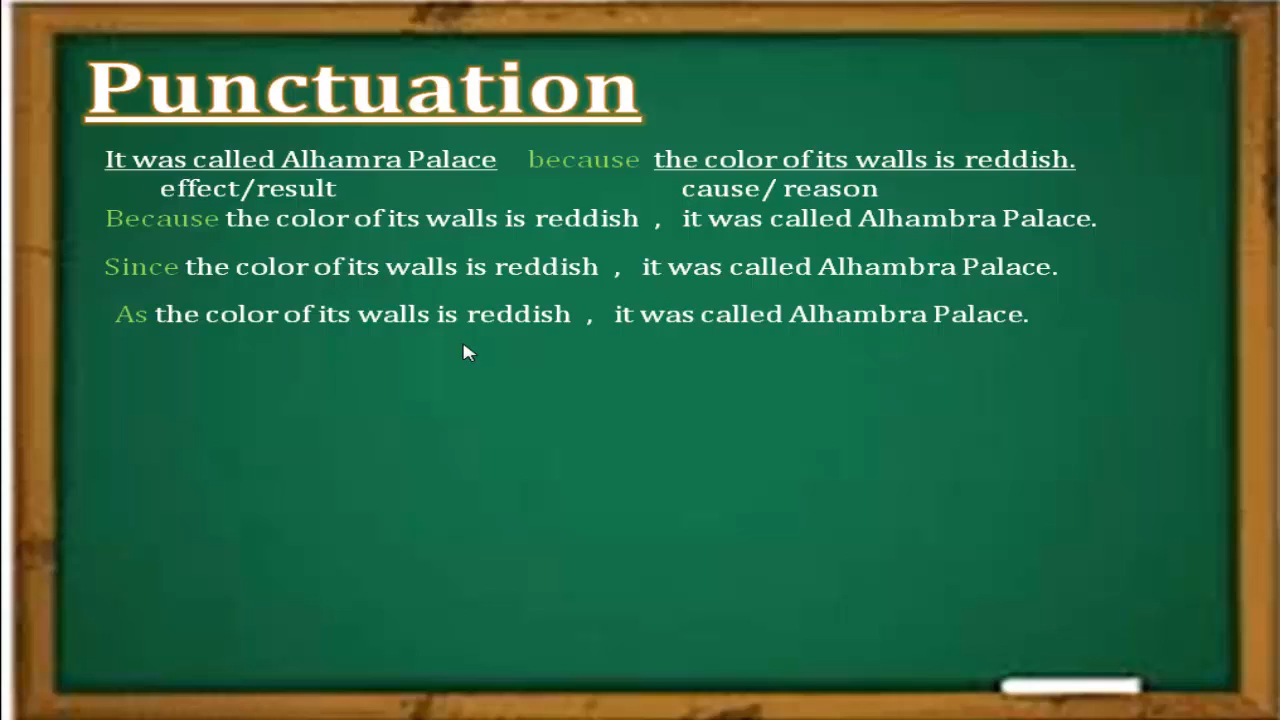 Punctuation
It was called Alhamra Palace because the color of its walls is reddish.
effect/result cause/ reason
Because the color of its walls is reddish , it was called Alhambra Palace.
Since the color of its walls is reddish , it was called Alhambra Palace.
As the color of its walls is reddish , it was called Alhambra Palace.